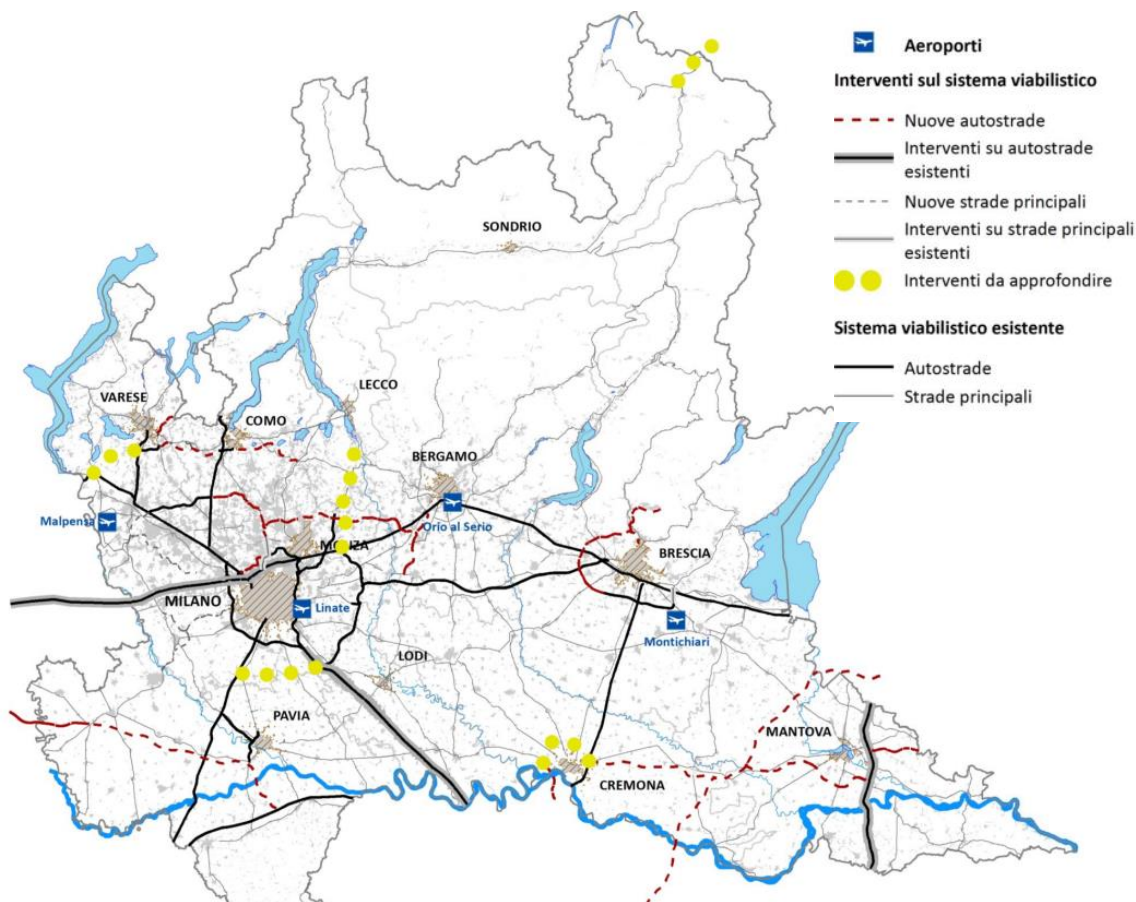 Aeroporti
Interventi sul sistema viabilistico
Nuove autostrade
Interventi su autostrade
esistenti
Nuove strade principali
Interventi su strade principali
esistenti
Interventi da approfondire
Sistema viabilistico esistente
Autostrade
Strade principali
SONDRIO
LECCO
VARESE
COMO
BERGAMO
Malpensa
Orio al Serio
MONZA
BRESCIA
MILANO
Linate
Montichiari
LODI
PAVIA
MANTOVA
CREMONA